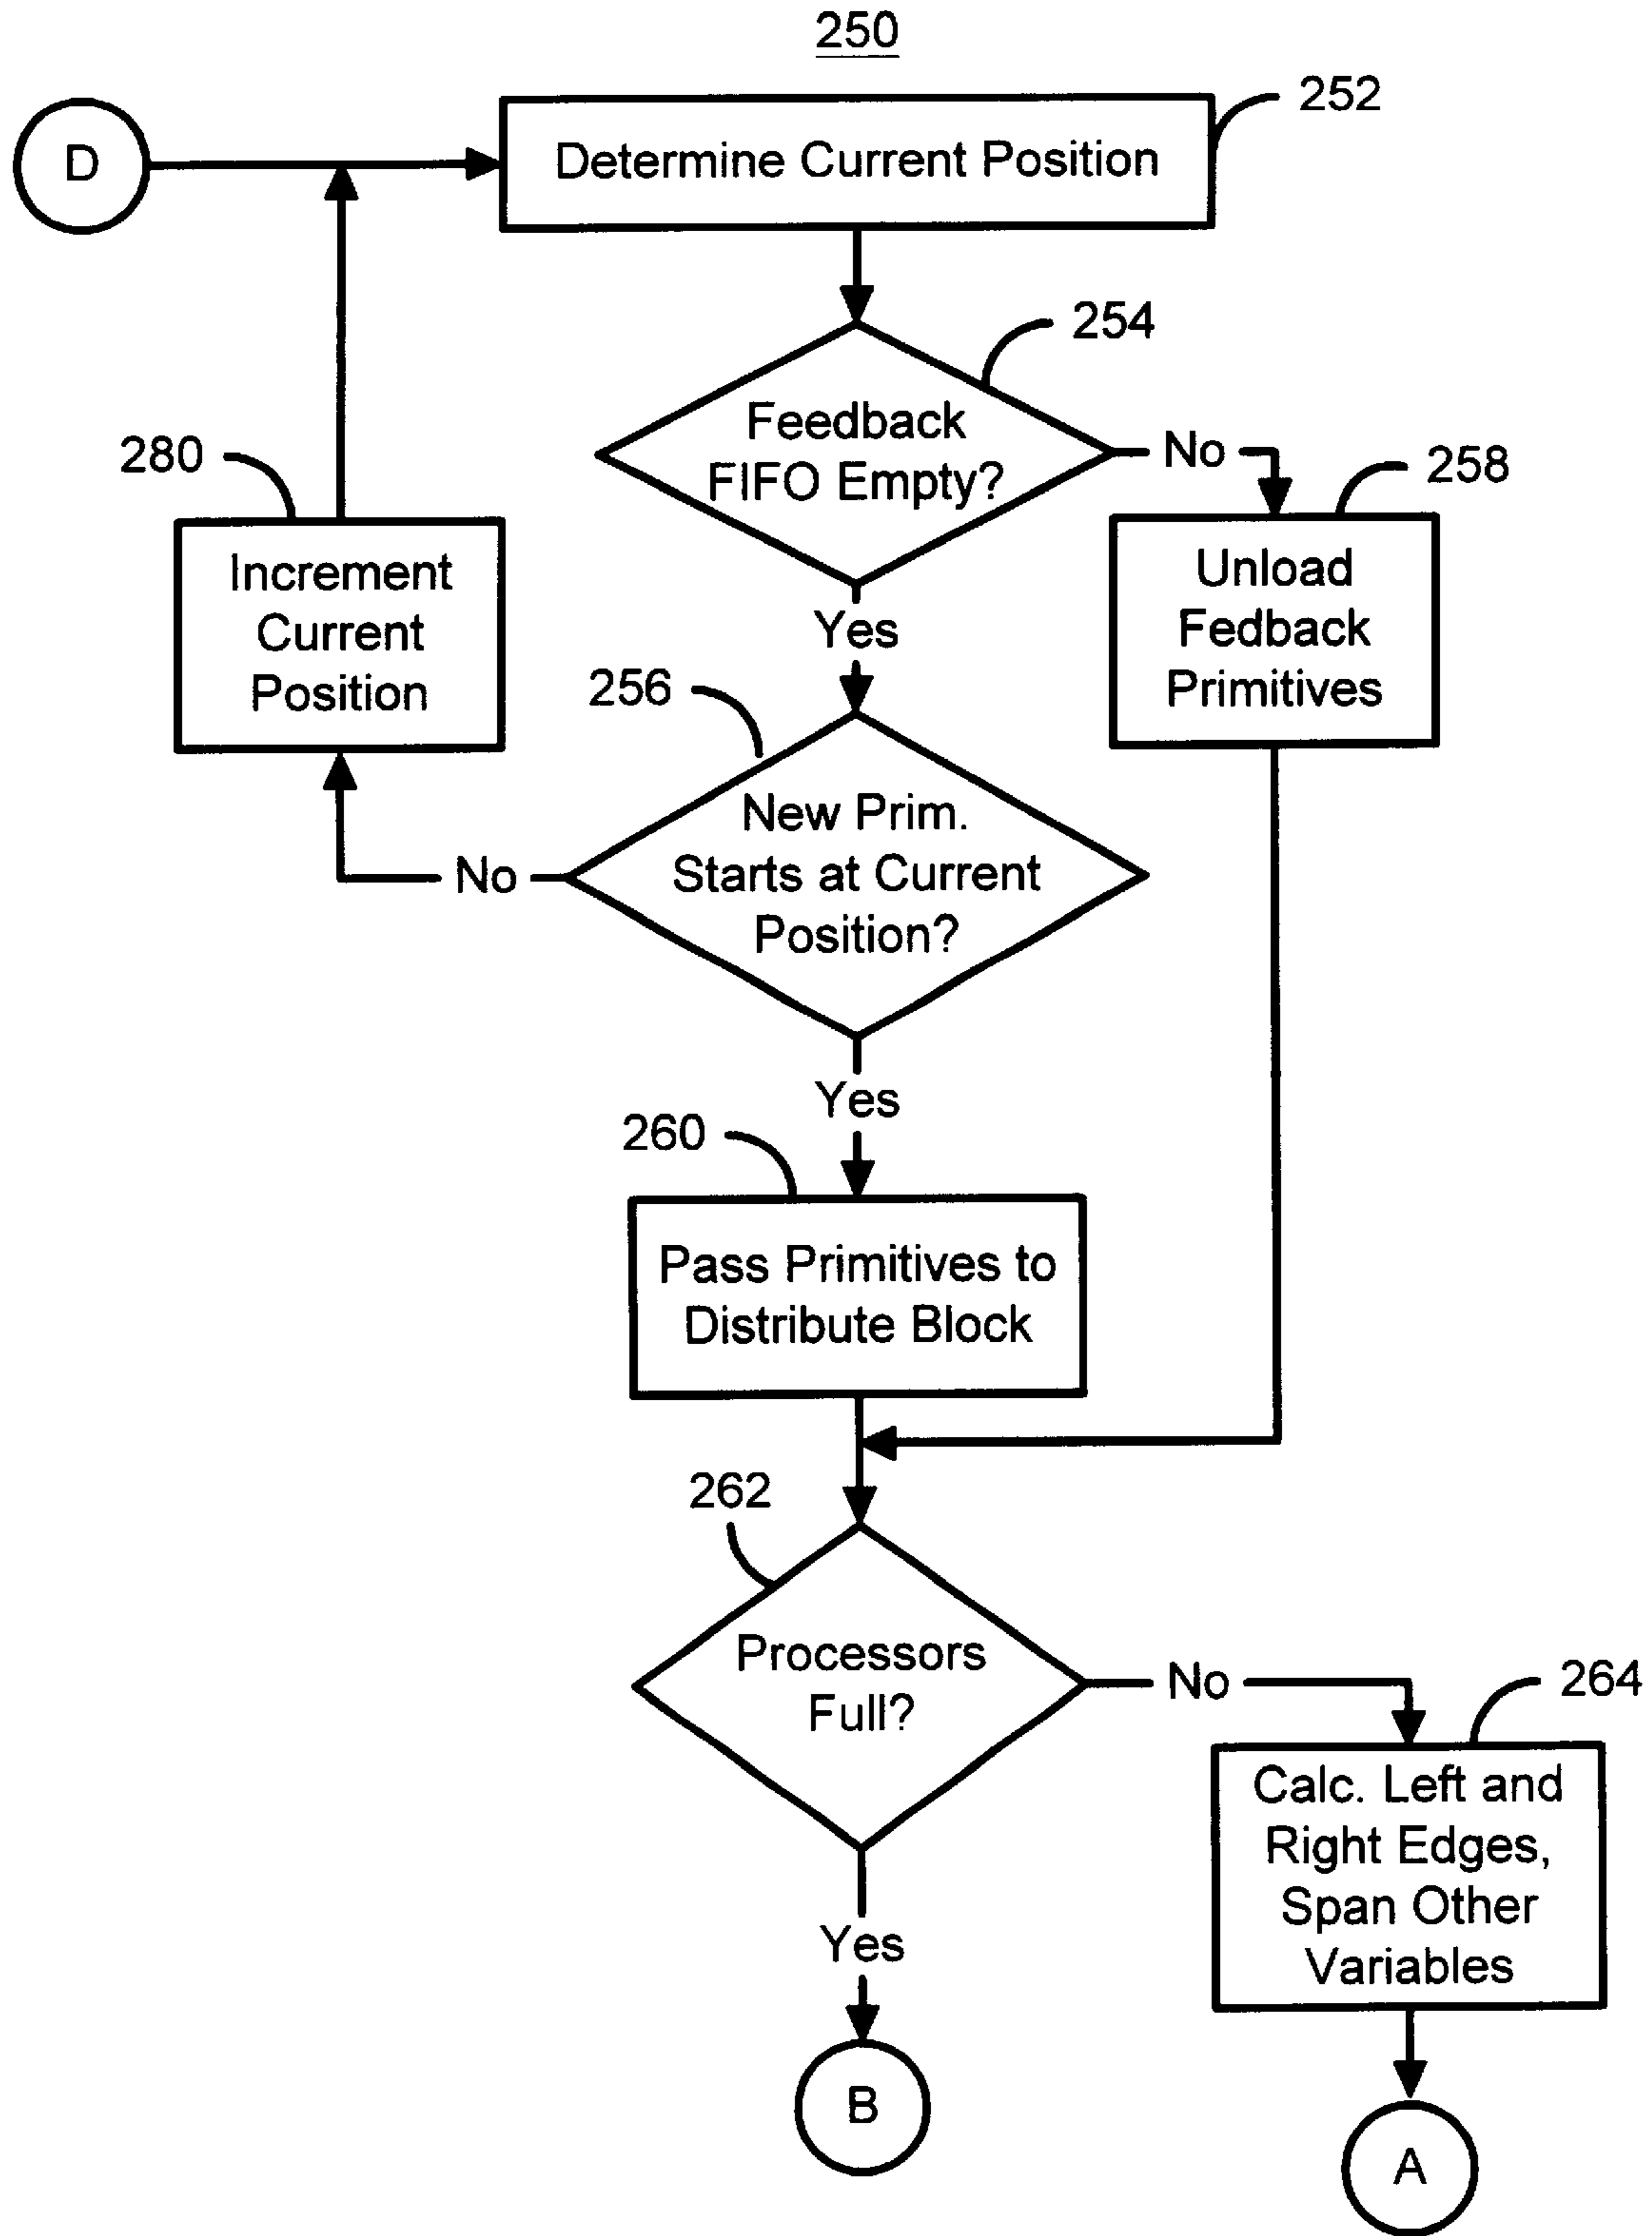 250
252
D
Determine Current Position
254
Feedback
FIFO Empty?
No
258
280
Increment
Current
Position
Unload
Fedback
Primitives
Yes
256
New Prim.
Starts at Current
Position?
No
Yes
260
Pass Primitives to
Distribute Block
262
Processors
Full?
No
264
Calc. Left and
Right Edges,
Span Other
Variables
Yes
B
A